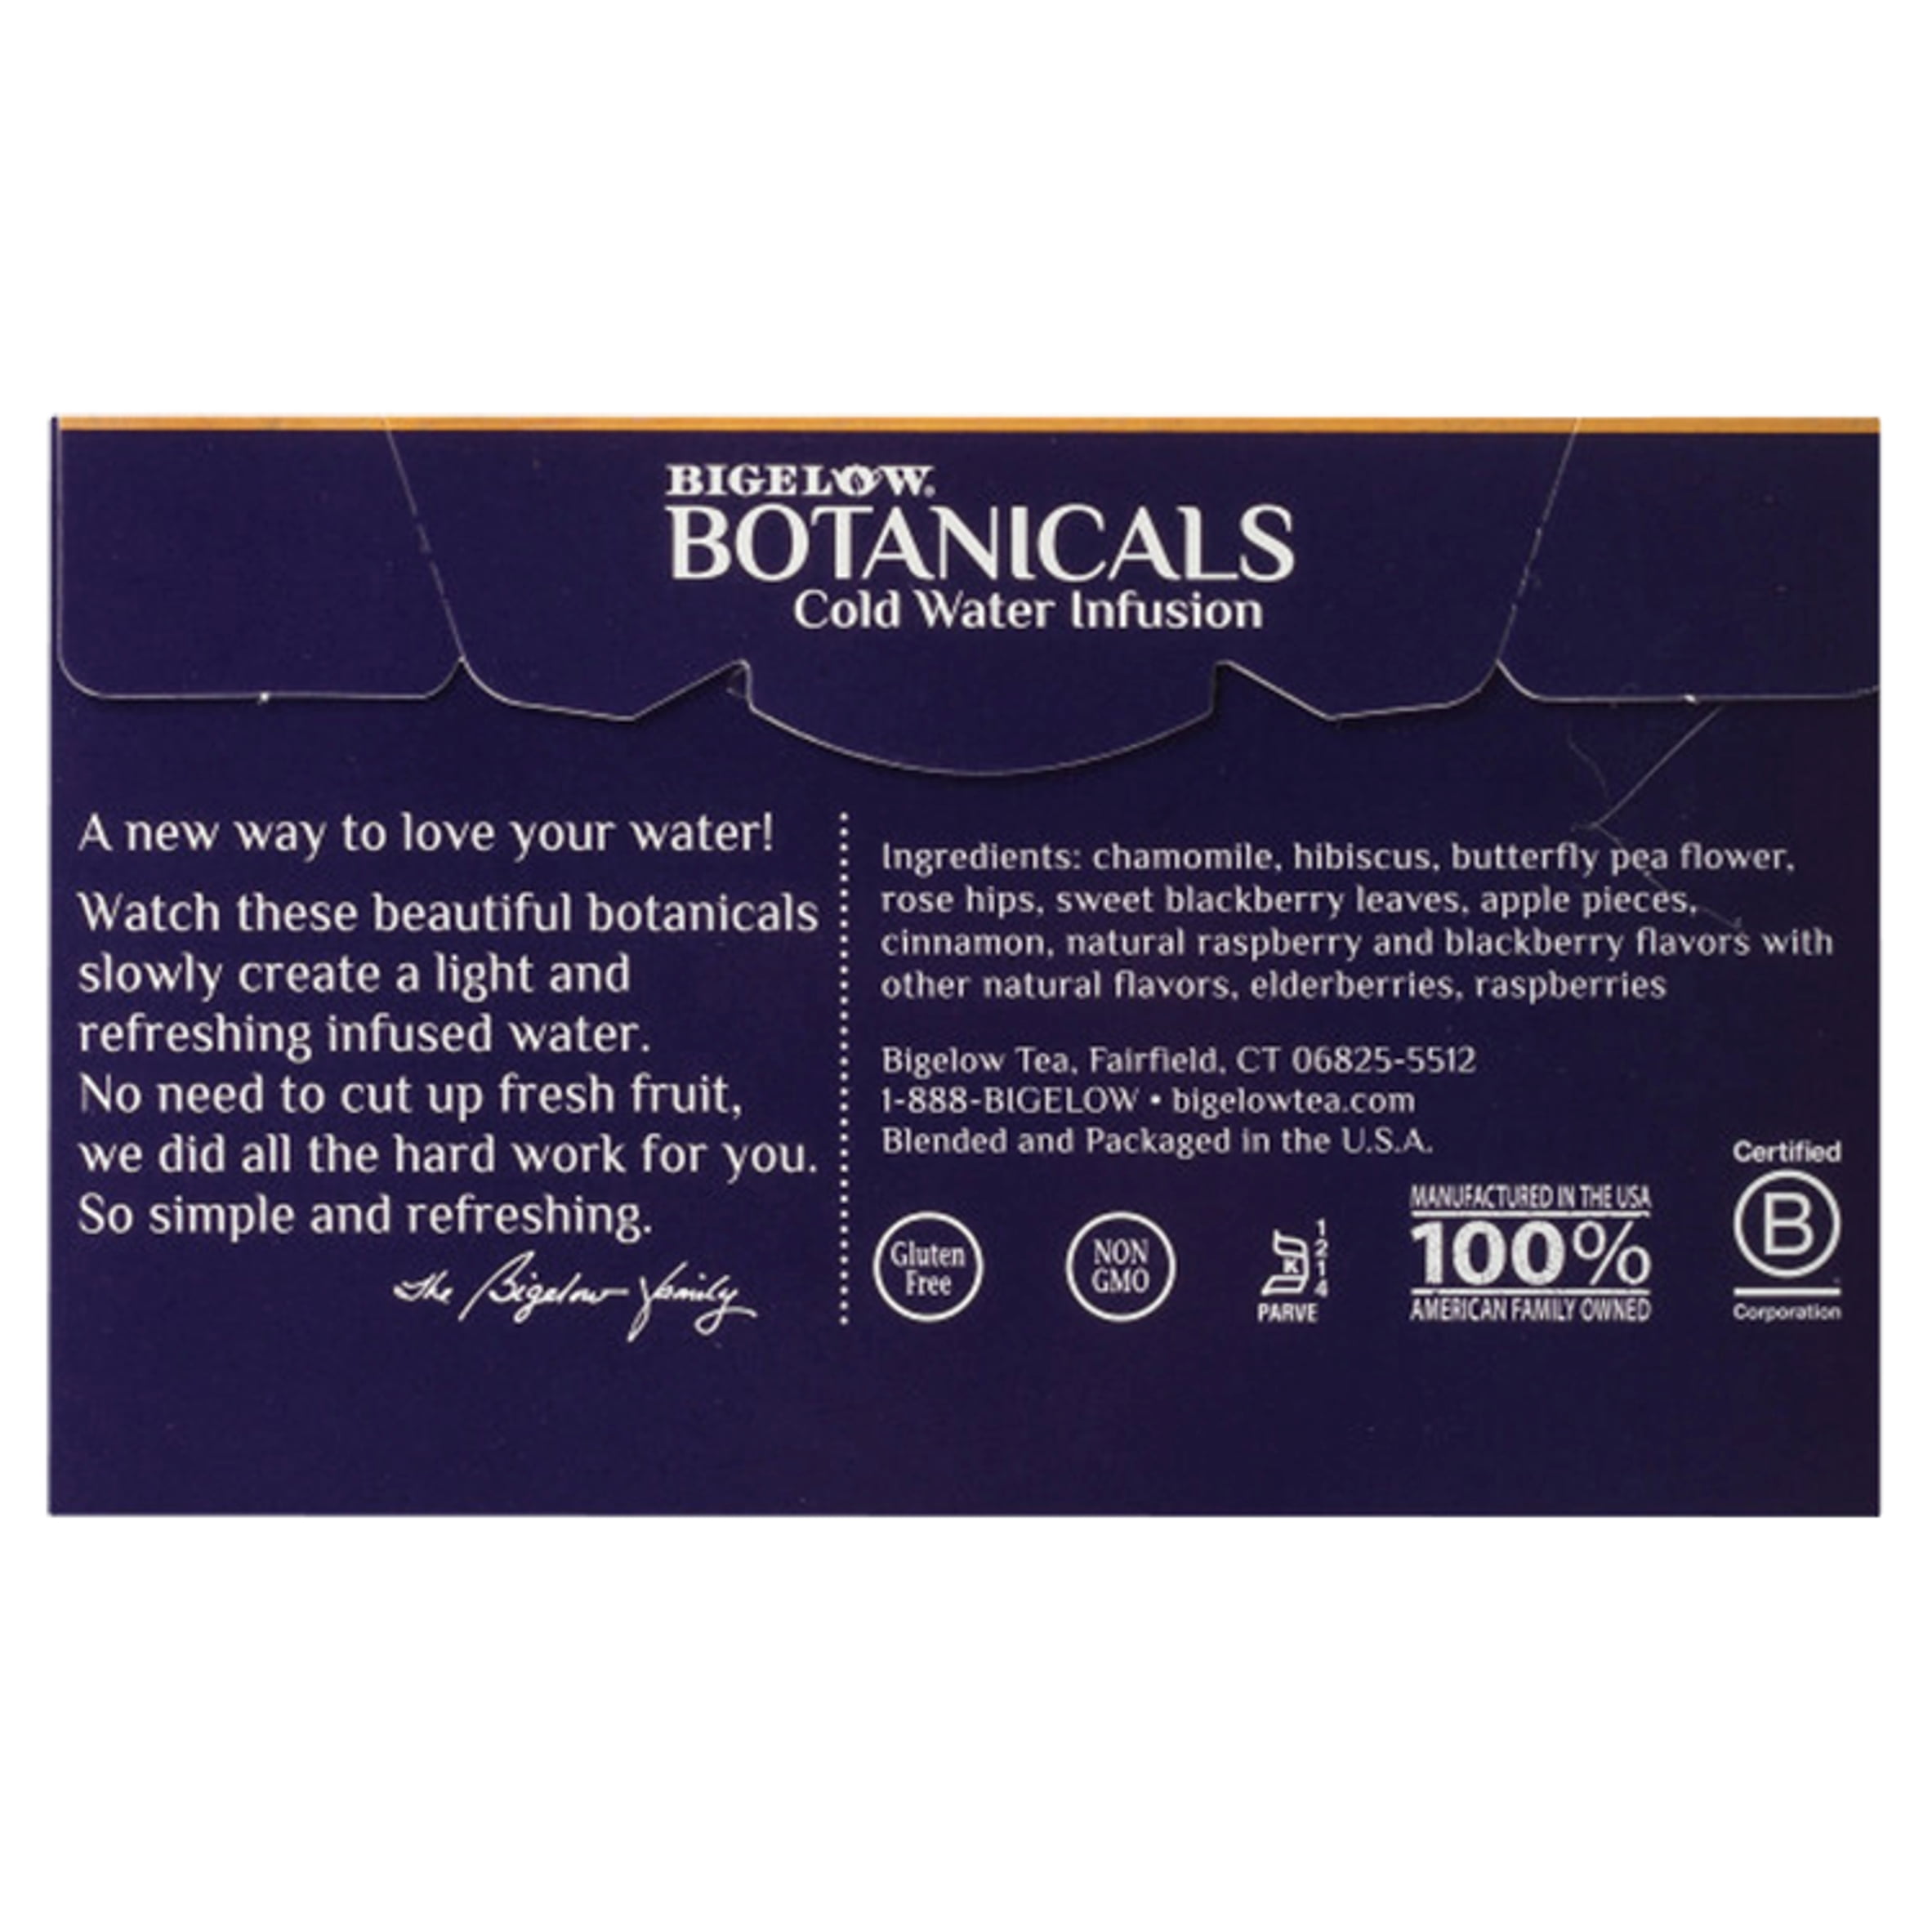 BIGELOW®
BOTANICALS
Cold Water Infusion
A new way to love your water!
Watch these beautiful botanicals
slowly create a light and
refreshing infused water.
No need to cut up fresh fruit,
we did all the hard work for you.
So simple and refreshing.
The Bigelow Family
Ingredients: chamomile, hibiscus, butterfly pea flower,
rose hips, sweet blackberry leaves, apple pieces,
cinnamon, natural raspberry and blackberry flavors with
other natural flavors, elderberries, raspberries
Bigelow Tea, Fairfield, CT 06825-5512
1-888-BIGELOW • bigelowtea.com
Blended and Packaged in the U.S.A.
Gluten
Free
NON
GMO
K
1214
PARVE
MANUFACTURED IN THE USA
100%
AMERICAN FAMILY OWNED
Certified
B
Corporation